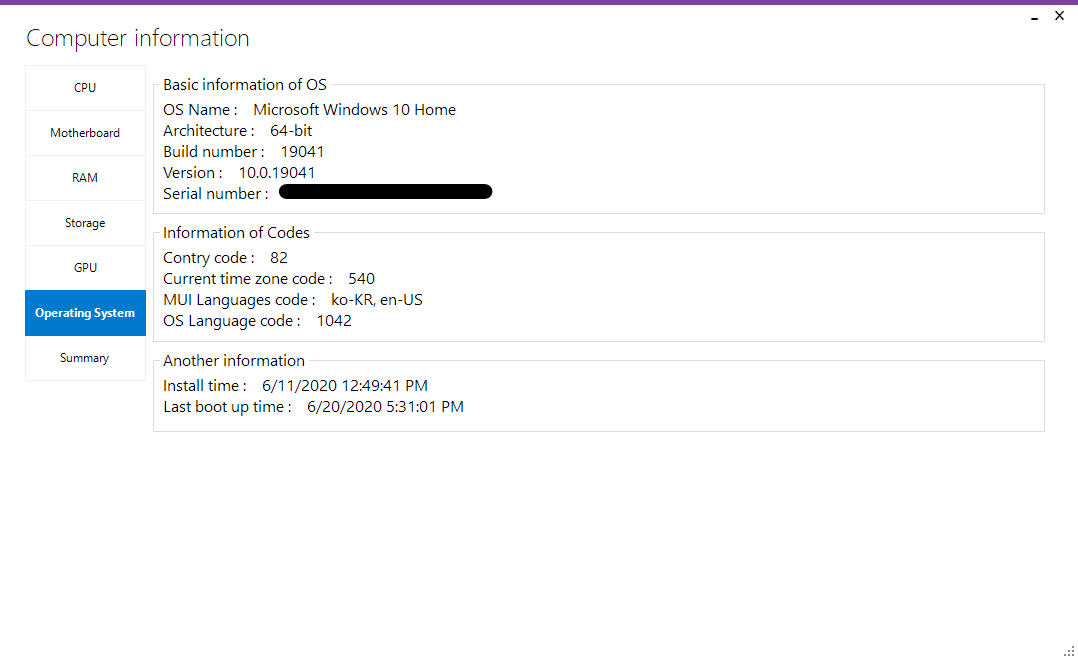 Computer information
CPU
Motherboard
RAM
Storage
GPU
Operating System
Summary
Basic information of OS
OS Name : Microsoft Windows 10 Home
Architecture : 64-bit
Build number : 19041
Version : 10.0.19041
Serial number :
Information of Codes
Contry code : 82
Current time zone code : 540
MUI Languages code : ko-KR, en-US
OS Language code : 1042
Another information
Install time : 6/11/2020 12:49:41 PM
Last boot up time : 6/20/2020 5:31:01 PM